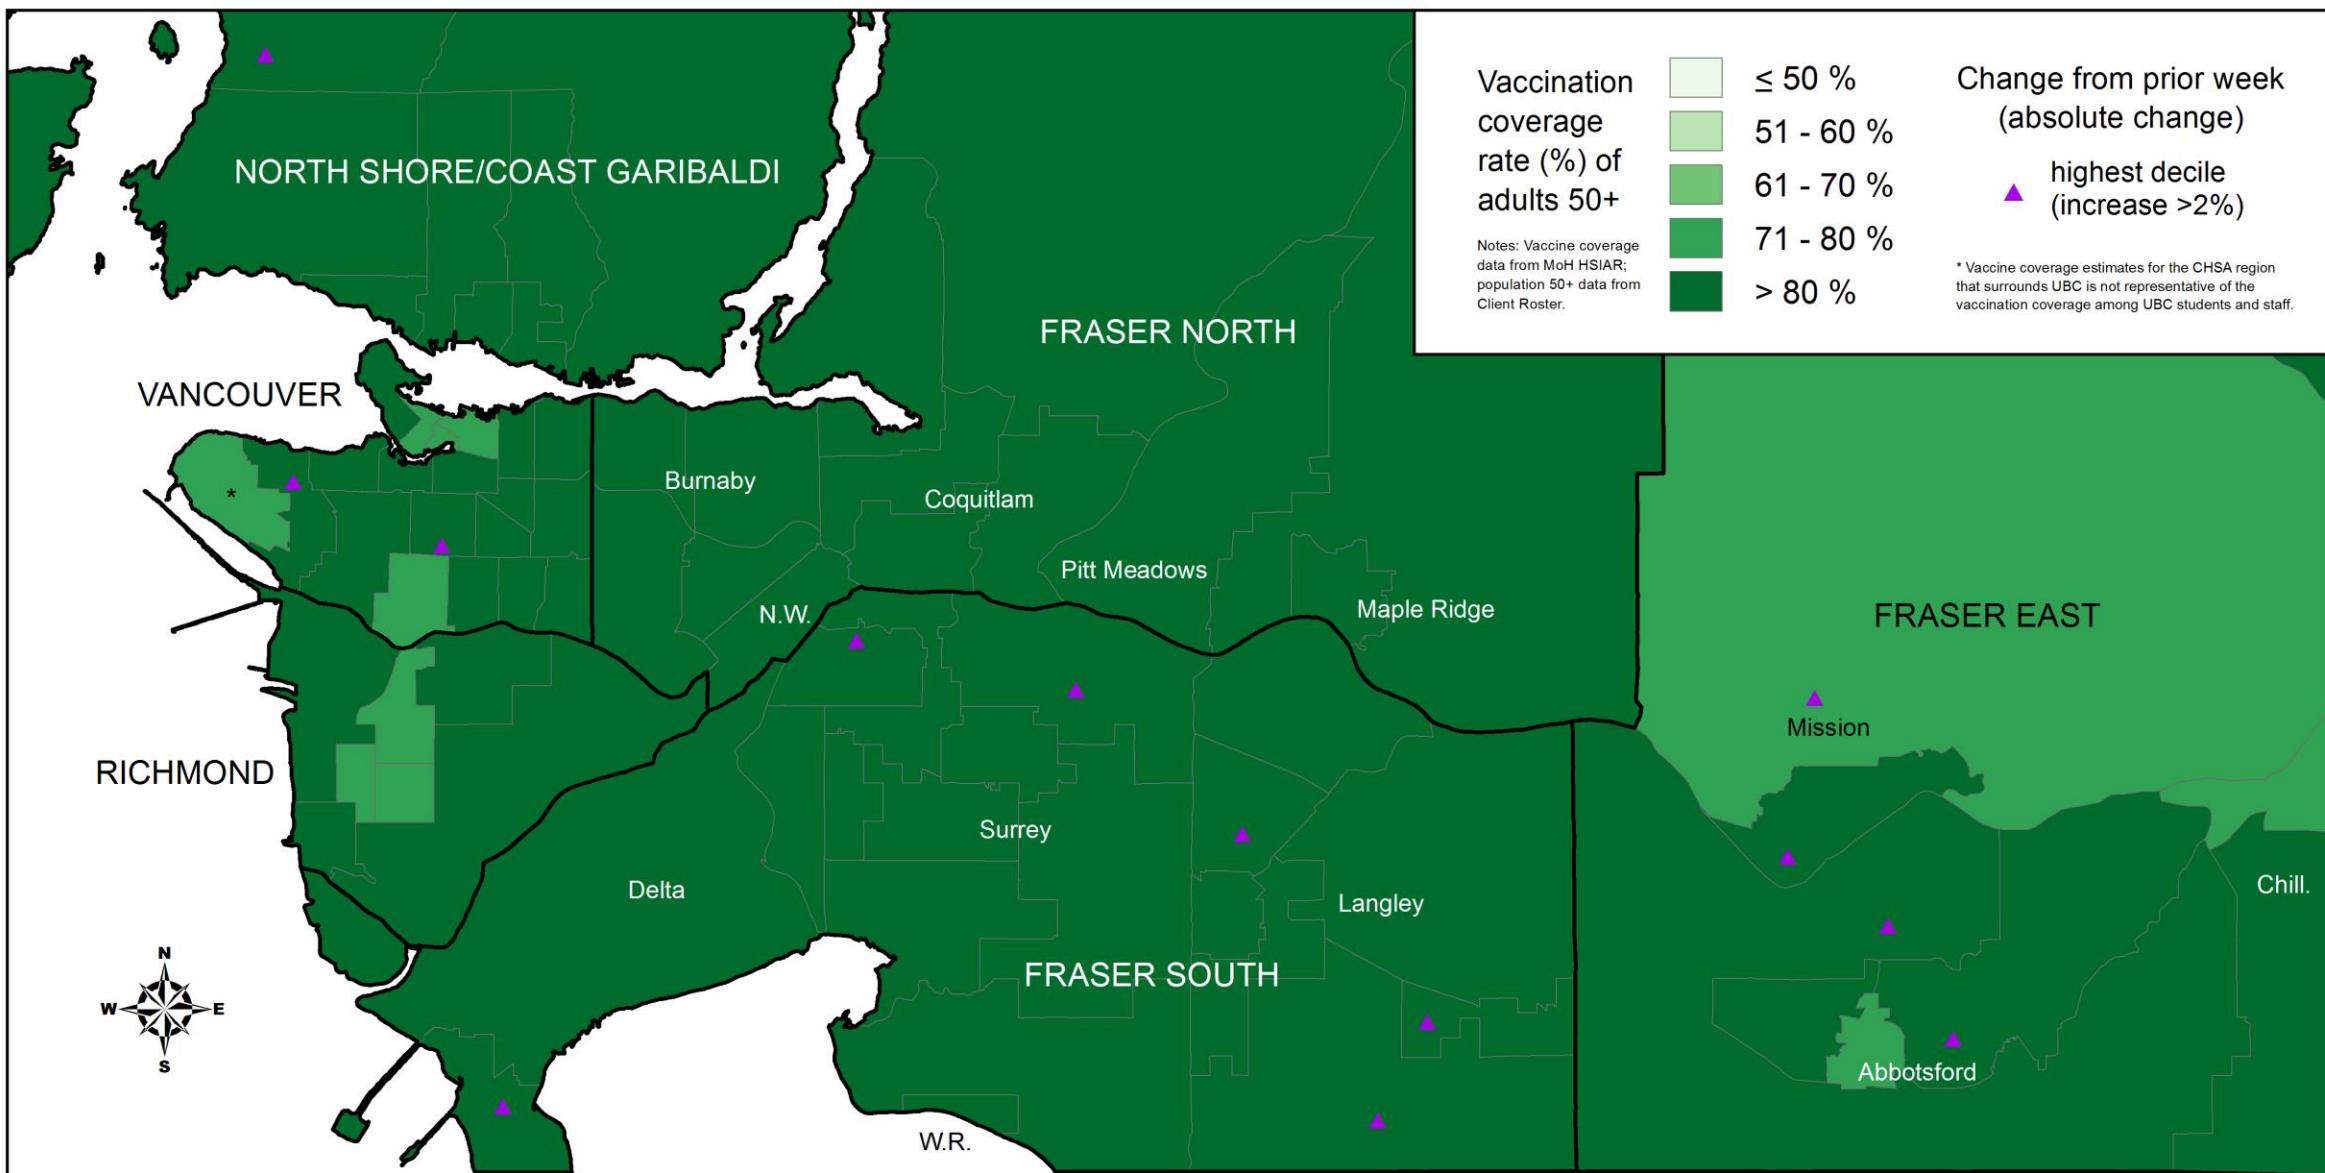 NORTH SHORE/COAST GARIBALDI
VANCOUVER
*
RICHMOND
FRASER NORTH
Burnaby
Coquitlam
Pitt Meadows
N.W.
Maple Ridge
FRASER EAST
Mission
Surrey
Delta
Langley
Chill.
FRASER SOUTH
Abbotsford
W.R.
N
W
E
S
Vaccination
coverage
rate (%) of
adults 50+
Notes: Vaccine coverage
data from MoH HSIAR;
population 50+ data from
Client Roster.
≤ 50 %
51 - 60 %
61 - 70 %
71 - 80 %
> 80 %
Change from prior week
(absolute change)
highest decile
(increase >2%)
* Vaccine coverage estimates for the CHSA region
that surrounds UBC is not representative of the
vaccination coverage among UBC students and staff.